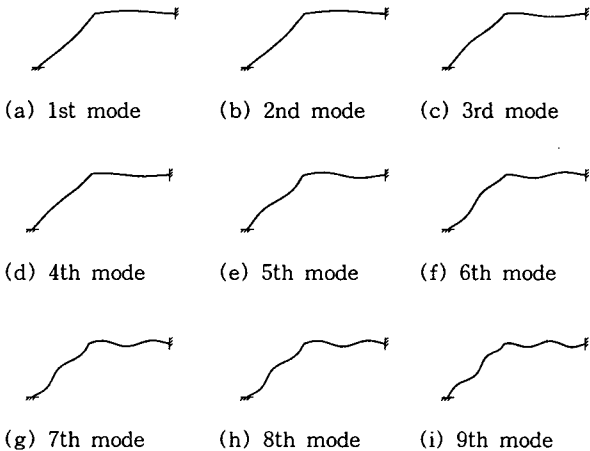 (a) 1st mode
(b) 2nd mode
(c) 3rd mode
(d) 4th mode
(e) 5th mode
(f) 6th mode
(g) 7th mode
(h) 8th mode
(i) 9th mode